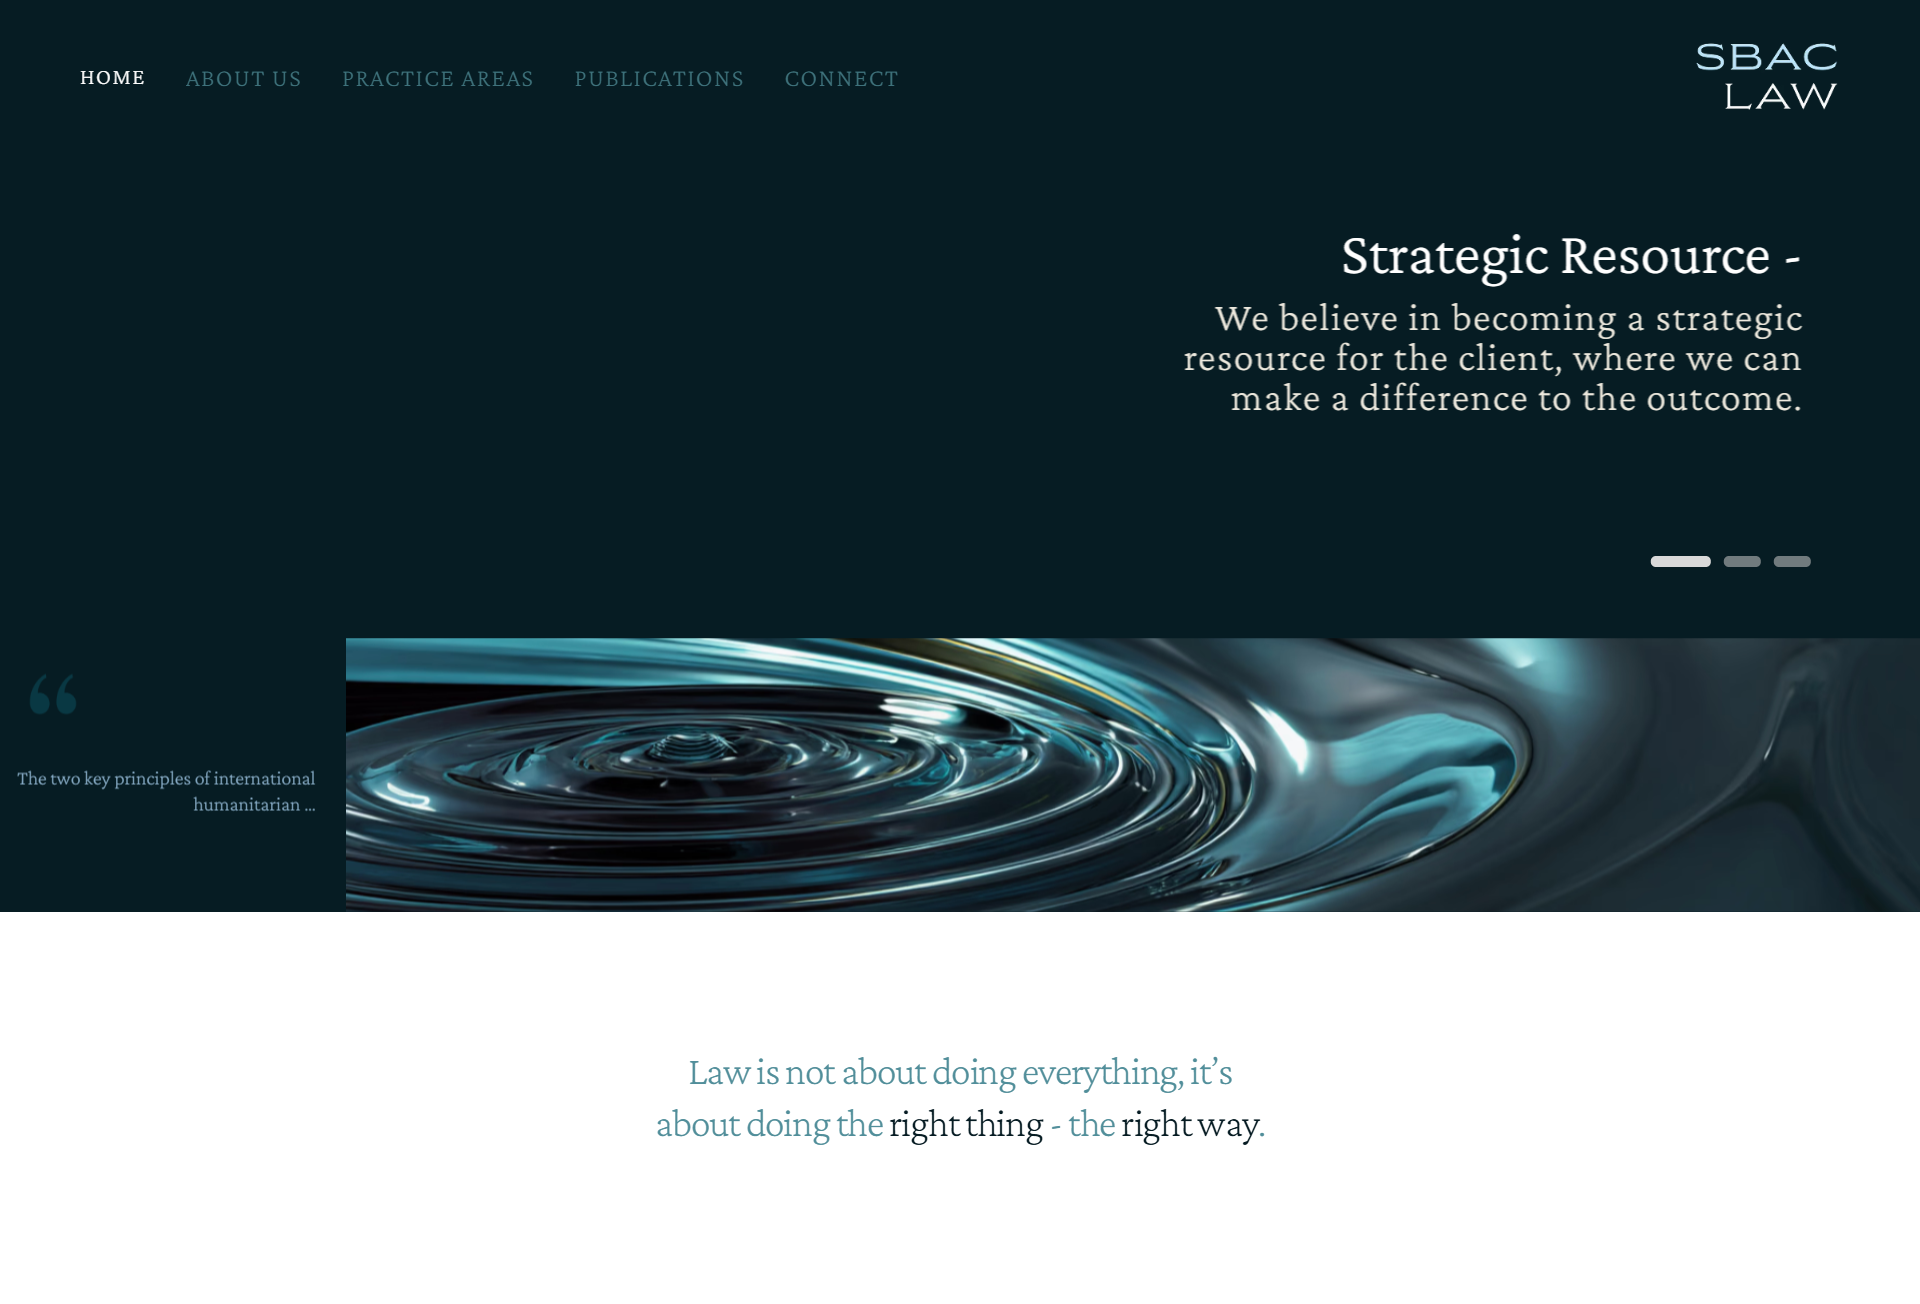 HOME ABOUT US PRACTICE AREAS PUBLICATIONS CONNECT
SBAC
LAW
Strategic Resource -
We believe in becoming a strategic
resource for the client, where we can
make a difference to the outcome.
“
The two key principles of international
humanitarian ...
Law is not about doing everything, it’s
about doing the right thing - the right way.